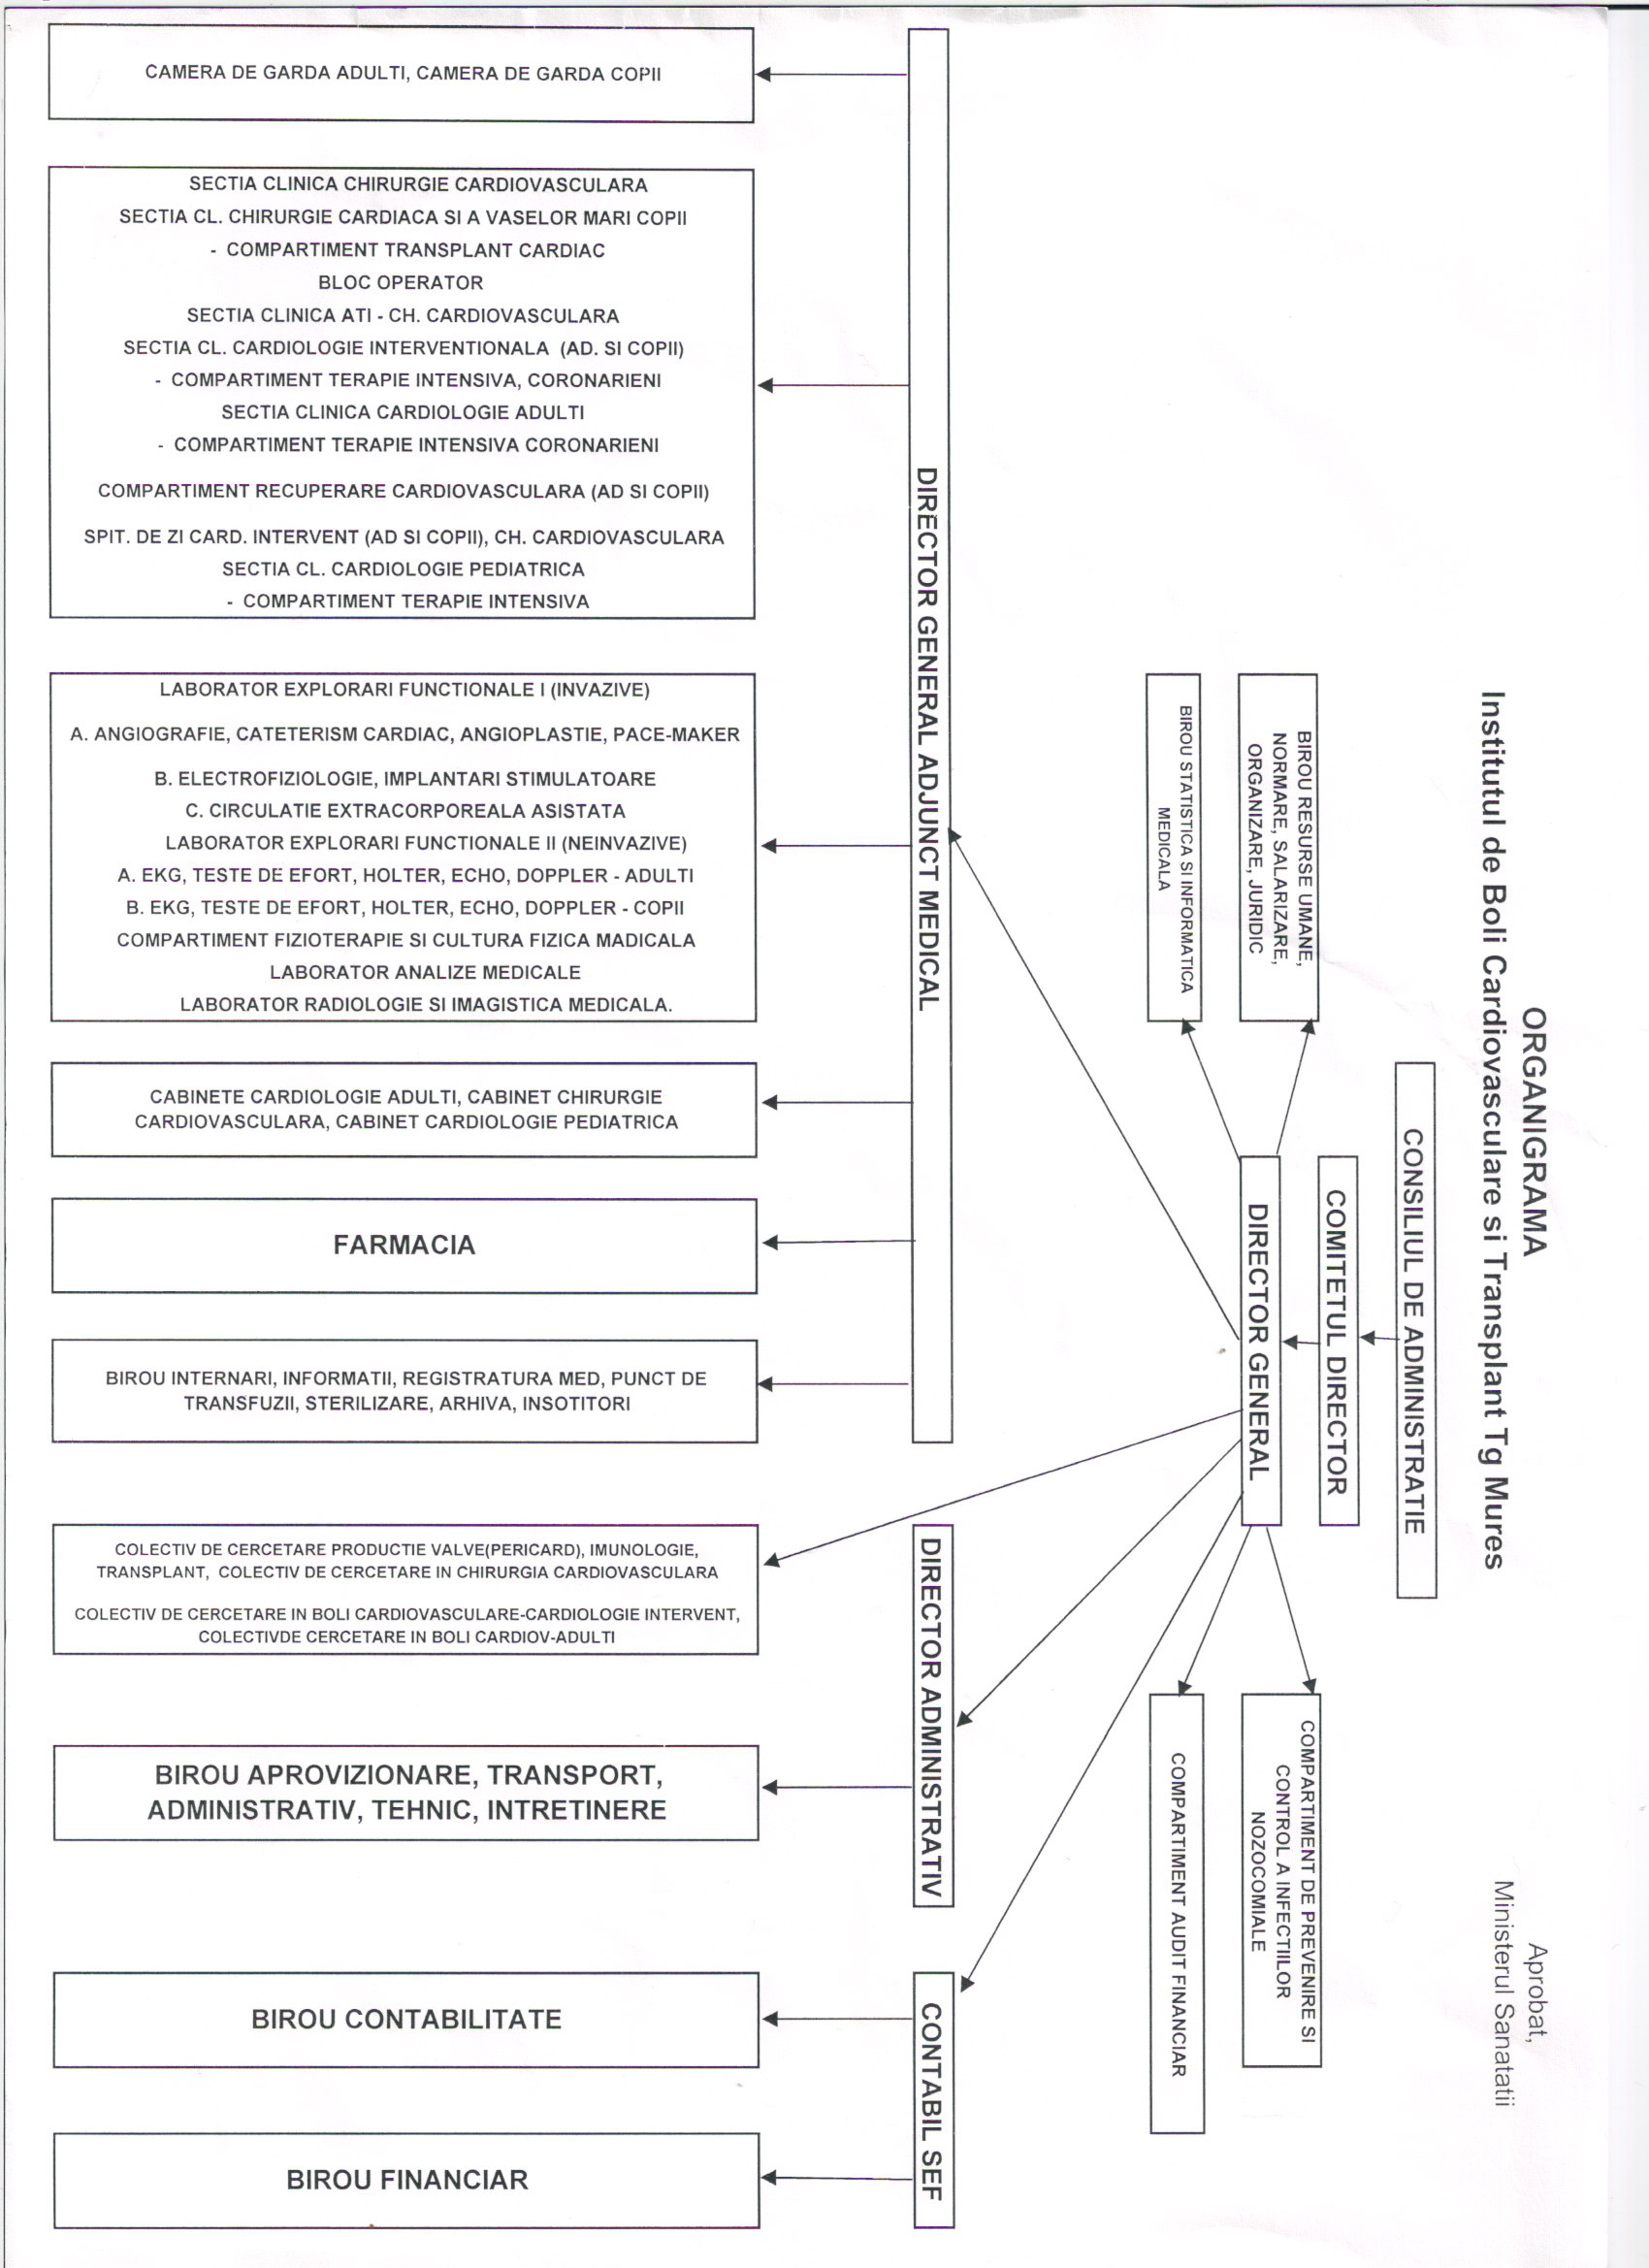 ORGANIGRAMA
Institutul de Boli Cardiovasculare si Transplant Tg Mures
Aprobat,
Ministerul Sanatatii
CONSILIUL DE ADMINISTRATIE
COMITETUL DIRECTOR
DIRECTOR GENERAL
BIROU RESURSE UMANE,
NORMARE, SALARIZARE,
ORGANIZARE, JURIDIC
BIROU STATISTICA SI INFORMATICA
MEDICALA
COMPARTIMENT DE PREVENIRE SI
CONTROL A INFECTIILOR
NOZOCOMIALE
COMPARTIMENT AUDIT FINANCIAR
DIRECTOR GENERAL ADJUNCT MEDICAL
DIRECTOR ADMINISTRATIV
CONTABIL SEF
CAMERA DE GARDA ADULTI, CAMERA DE GARDA COPII
SECTIA CLINICA CHIRURGIE CARDIOVASCULARA
SECTIA CL. CHIRURGIE CARDIACA SI A VASELOR MARI COPII
- COMPARTIMENT TRANSPLANT CARDIAC
BLOC OPERATOR
SECTIA CLINICA ATI - CH. CARDIOVASCULARA
SECTIA CL. CARDIOLOGIE INTERVENTIONALA (AD. SI COPII)
- COMPARTIMENT TERAPIE INTENSIVA, CORONARIENI
SECTIA CLINICA CARDIOLOGIE ADULTI
- COMPARTIMENT TERAPIE INTENSIVA CORONARIENI
COMPARTIMENT RECUPERARE CARDIOVASCULARA (AD SI COPII)
SPIT. DE ZI CARD. INTERVENT (AD SI COPII), CH. CARDIOVASCULARA
SECTIA CL. CARDIOLOGIE PEDIATRICA
- COMPARTIMENT TERAPIE INTENSIVA
LABORATOR EXPLORARI FUNCTIONALE I (INVAZIVE)
A. ANGIOGRAFIE, CATETERISM CARDIAC, ANGIOPLASTIE, PACE-MAKER
B. ELECTROFIZIOLOGIE, IMPLANTARI STIMULATOARE
C. CIRCULATIE EXTRACORPOREALA ASISTATA
LABORATOR EXPLORARI FUNCTIONALE II (NEINVAZIVE)
A. EKG, TESTE DE EFORT, HOLTER, ECHO, DOPPLER - ADULTI
B. EKG, TESTE DE EFORT, HOLTER, ECHO, DOPPLER - COPII
COMPARTIMENT FIZIOTERAPIE SI CULTURA FIZICA MADICALA
LABORATOR ANALIZE MEDICALE
LABORATOR RADIOLOGIE SI IMAGISTICA MEDICALA.
CABINETE CARDIOLOGIE ADULTI, CABINET CHIRURGIE
CARDIOVASCULARA, CABINET CARDIOLOGIE PEDIATRICA
FARMACIA
BIROU INTERNARI, INFORMATII, REGISTRATURA MED, PUNCT DE
TRANSFUZII, STERILIZARE, ARHIVA, INSOTITORI
COLECTIV DE CERCETARE PRODUCTIE VALVE(PERICARD), IMUNOLOGIE,
TRANSPLANT, COLECTIV DE CERCETARE IN CHIRURGIA CARDIOVASCULARA
COLECTIV DE CERCETARE IN BOLI CARDIOVASCULARE-CARDIOLOGIE INTERVENT,
COLECTIVDE CERCETARE IN BOLI CARDIOV-ADULTI
BIROU APROVIZIONARE, TRANSPORT,
ADMINISTRATIV, TEHNIC, INTRETINERE
BIROU CONTABILITATE
BIROU FINANCIAR